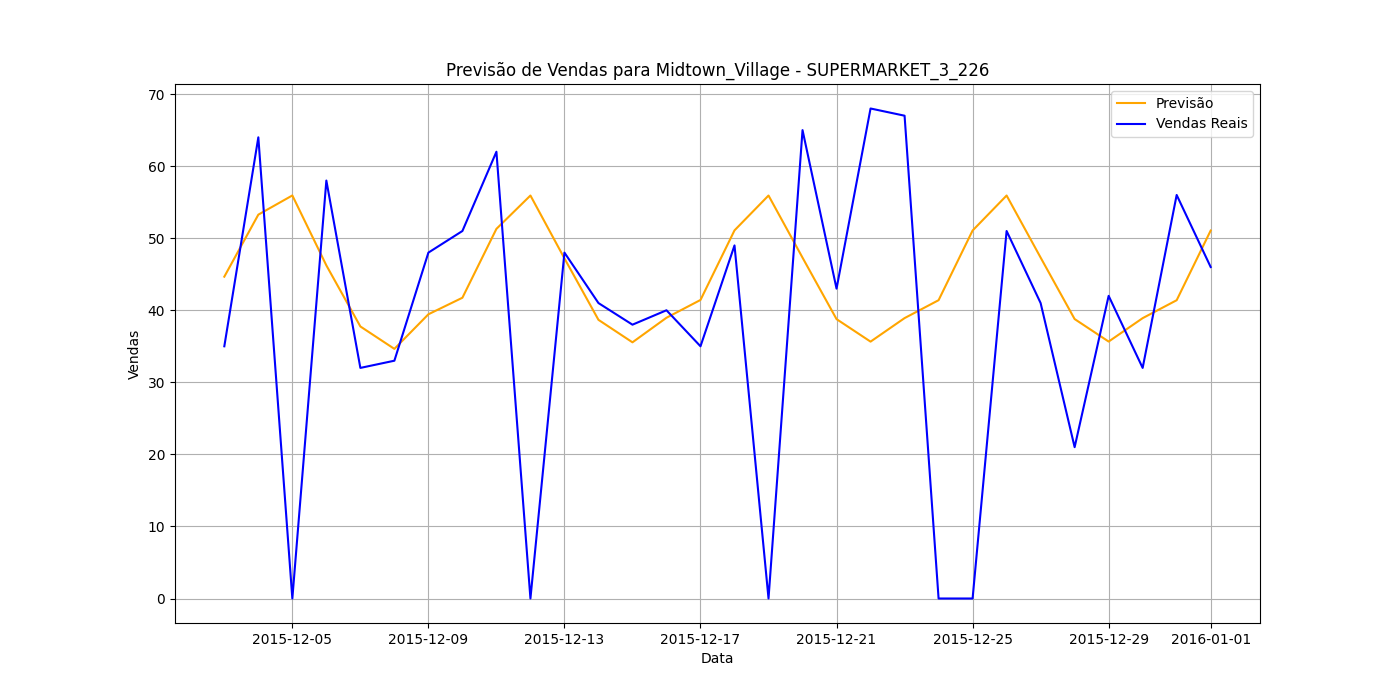 Previsão de Vendas para Midtown_Village - SUPERMARKET_3_226
Previsão
Vendas Reais
70
60
50
40
30
20
10
0
Vendas
2015-12-05 2015-12-09 2015-12-13 2015-12-17 2015-12-21 2015-12-25 2015-12-29 2016-01-01
Data